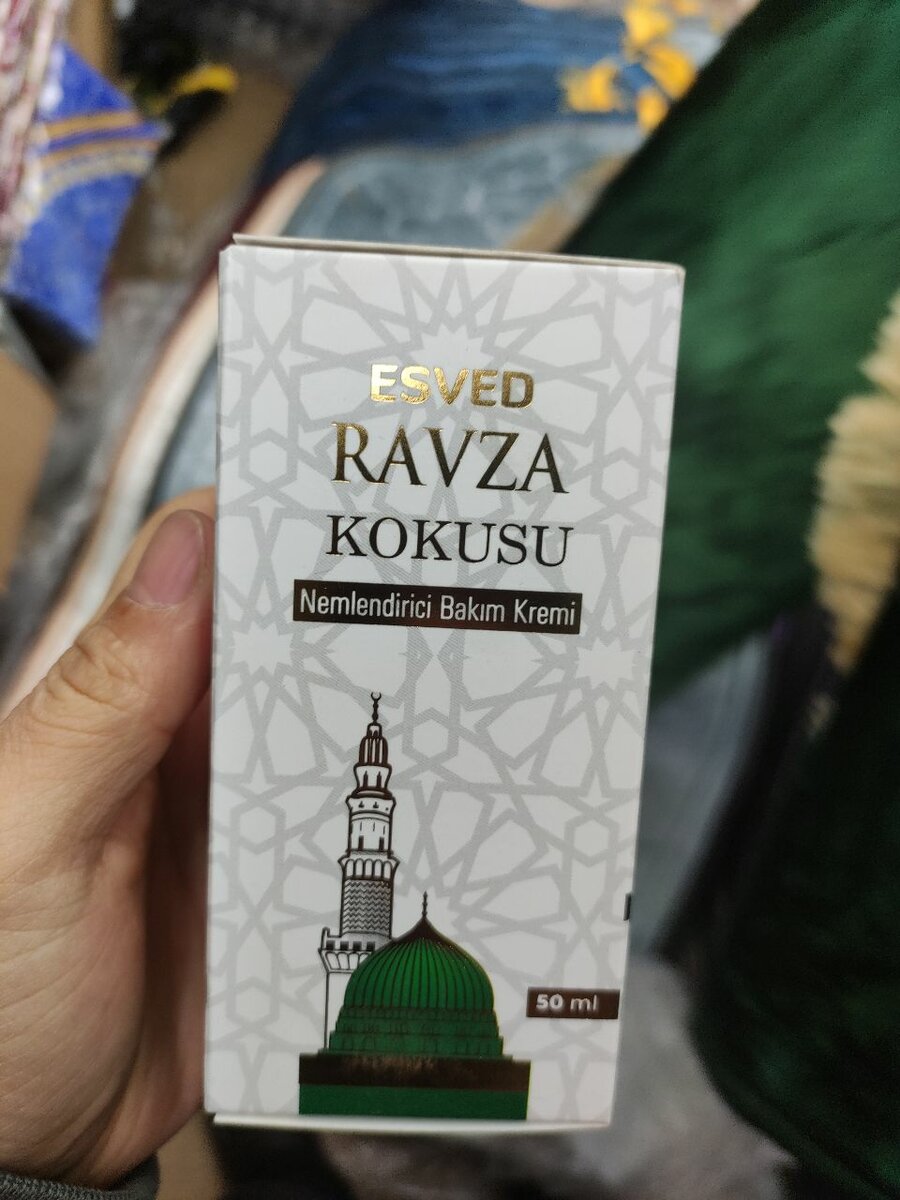 ESVED
RAVZA
KOKUSU
Nemlendirici Bakım Kremi
50 ml